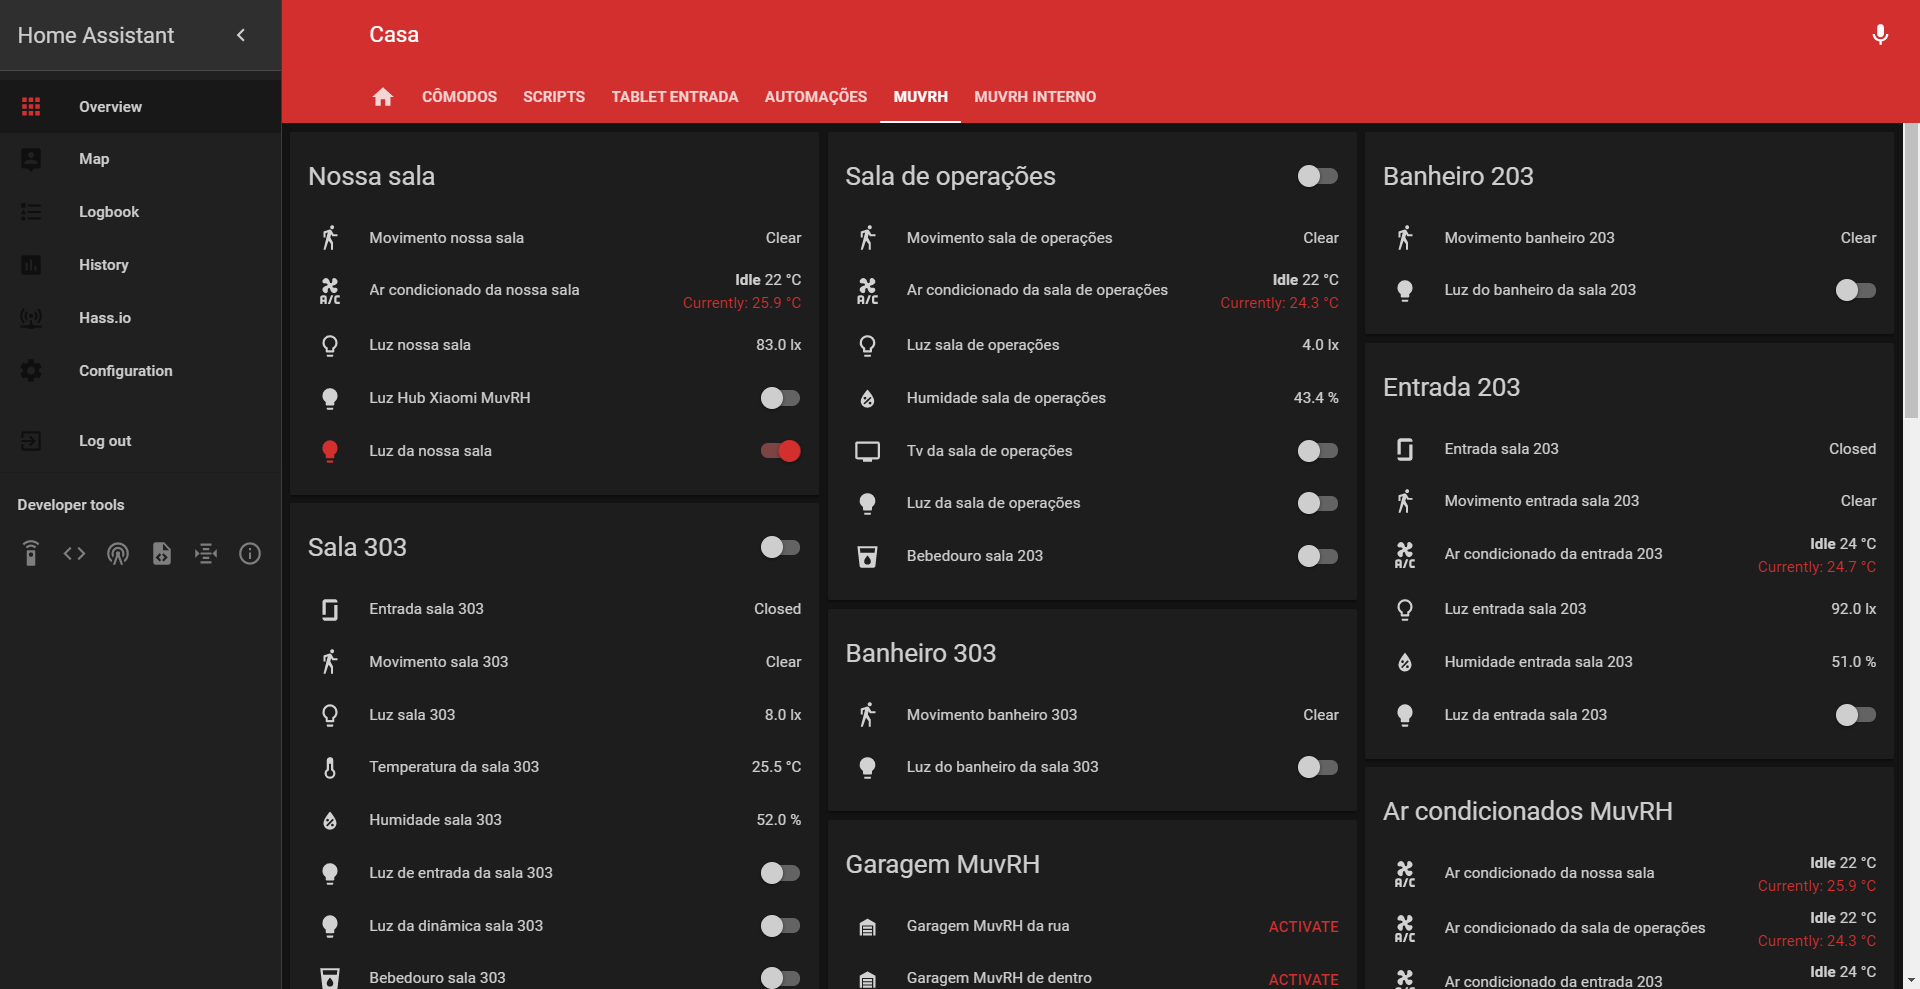 Home Assistant
Casa
CÔMODOS SCRIPTS TABLET ENTRADA AUTOMAÇÕES MUVRH MUVRH INTERNO
Overview
Map
Logbook
History
Hass.io
Configuration
Log out
Developer tools
Nossa sala
Movimento nossa sala Clear
A/C Ar condicionado da nossa sala Idle 22 °C
Currently: 25.9 °C
Luz nossa sala 83.0 lx
Luz Hub Xiaomi MuvRH
Luz da nossa sala
Sala 303
Entrada sala 303 Closed
Movimento sala 303 Clear
Luz sala 303 8.0 lx
Temperatura da sala 303 25.5 °C
Humidade sala 303 52.0 %
Luz de entrada da sala 303
Luz da dinâmica sala 303
Bebedouro sala 303
Sala de operações
Movimento sala de operações Clear
A/C Ar condicionado da sala de operações Idle 22 °C
Currently: 24.3 °C
Luz sala de operações 4.0 lx
Humidade sala de operações 43.4 %
Tv da sala de operações
Luz da sala de operações
Bebedouro sala 203
Banheiro 303
Movimento banheiro 303 Clear
Luz do banheiro da sala 303
Garagem MuvRH
Garagem MuvRH da rua ACTIVATE
Garagem MuvRH de dentro ACTIVATE
Banheiro 203
Movimento banheiro 203 Clear
Luz do banheiro da sala 203
Entrada 203
Entrada sala 203 Closed
Movimento entrada sala 203 Clear
A/C Ar condicionado da entrada 203 Idle 24 °C
Currently: 24.7 °C
Luz entrada sala 203 92.0 lx
Humidade entrada sala 203 51.0 %
Luz da entrada sala 203
Ar condicionados MuvRH
A/C Ar condicionado da nossa sala Idle 22 °C
Currently: 25.9 °C
A/C Ar condicionado da sala de operações Idle 22 °C
Currently: 24.3 °C
Ar condicionado da entrada 203 Idle 24 °C